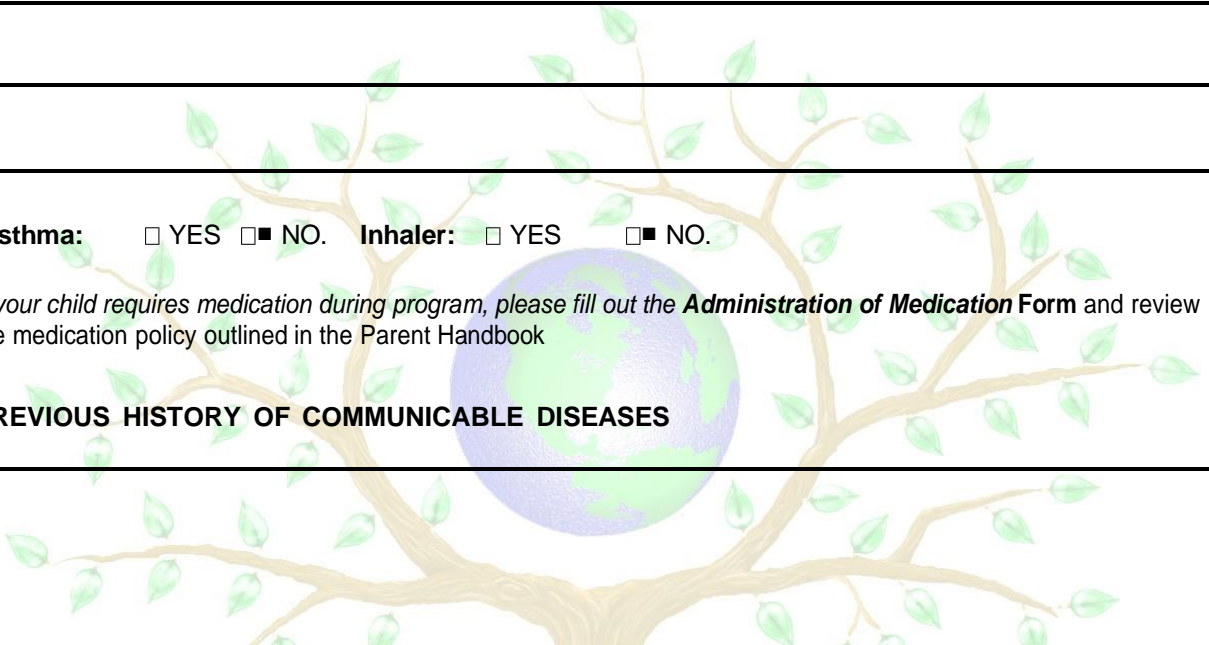 sthma: □ YES □■ NO. Inhaler: □ YES □■ NO.
your child requires medication during program, please fill out the Administration of Medication Form and review
e medication policy outlined in the Parent Handbook
REVIOUS HISTORY OF COMMUNICABLE DISEASES